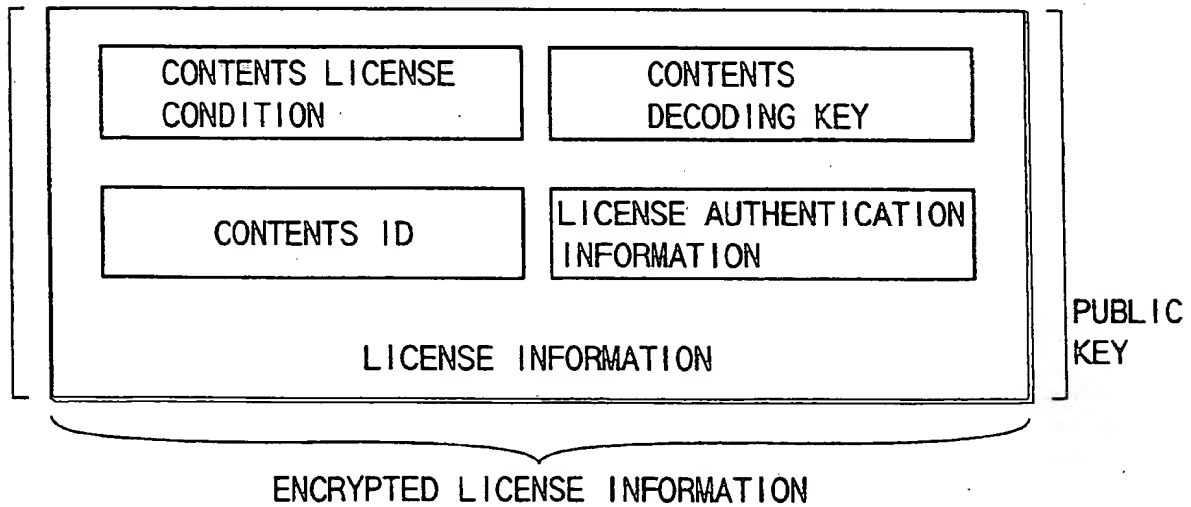 CONTENTS LICENSE
CONDITION
CONTENTS
DECODING KEY
CONTENTS ID
LICENSE AUTHENTICATION
INFORMATION
LICENSE INFORMATION
PUBLIC
KEY
ENCRYPTED LICENSE INFORMATION